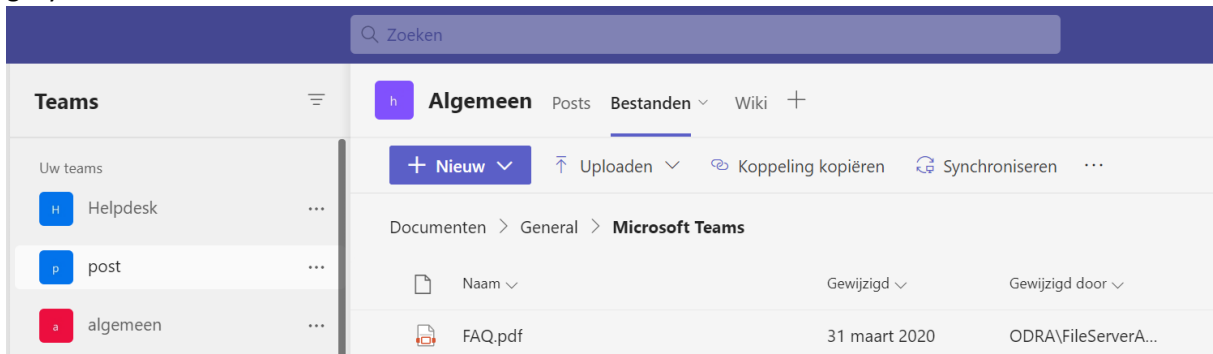 Zoeken
Teams
h Algemeen Posts Bestanden Wiki
Uw teams
+ Nieuw Uploaden Koppeling kopiëren Synchroniseren ...
H Helpdesk ...
Documenten > General > Microsoft Teams
p post ...
Naam Gewijzigd Gewijzigd door
a algemeen ...
FAQ.pdf 31 maart 2020 ODRA\FileServerA...